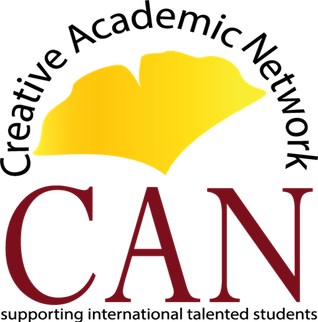 Creative Academic Network
CAN
supporting international talented students